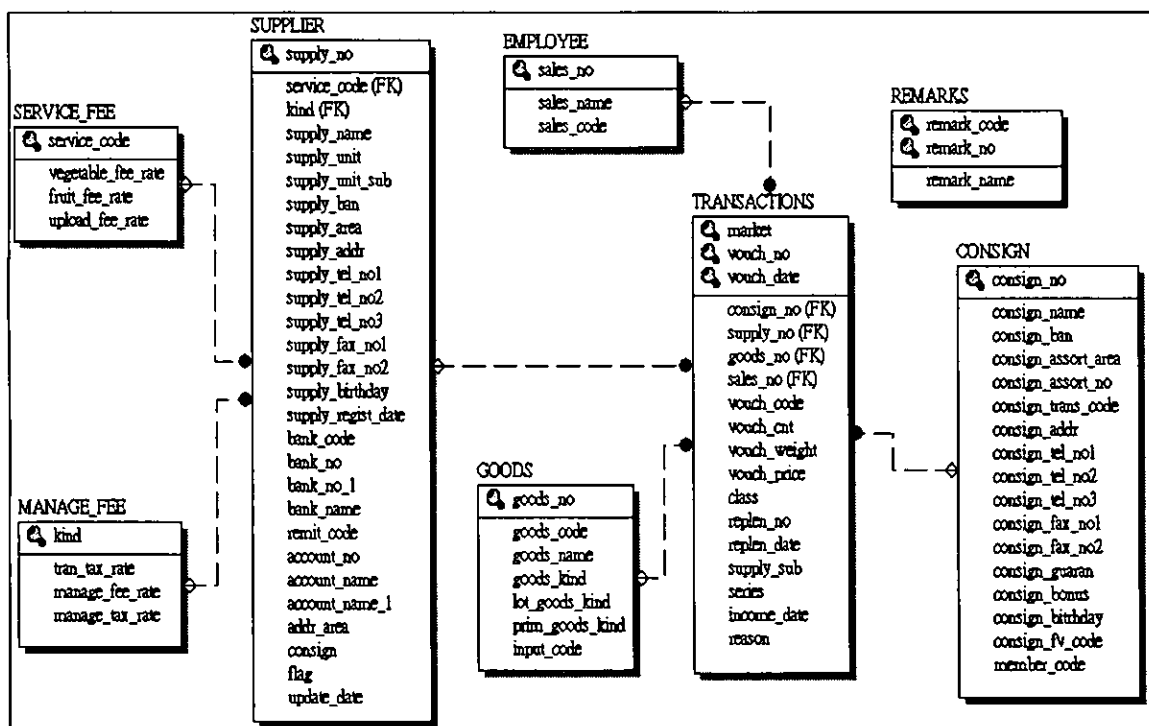 SUPPLIER
supply_no
service_code (FK)
kind (FK)
supply_name
supply_unit
supply_unit_sub
supply_ban
supply_area
supply_addr
supply_tel_no1
supply_tel_no2
supply_tel_no3
supply_fax_no1
supply_fax_no2
supply_birthday
supply_regist_date
bank_code
bank_no
bank_no_1
bank_name
remit_code
account_no
account_name
account_name_1
addr_area
consign
flag
update_date
SERVICE_FEE
service_code
vegetable_fee_rate
fruit_fee_rate
upload_fee_rate
MANAGE_FEE
kind
tran_tax_rate
manage_fee_rate
manage_tax_rate
EMPLOYEE
sales_no
sales_name
sales_code
GOODS
goods_no
goods_code
goods_name
goods_kind
lot_goods_kind
prim_goods_kind
input_code
TRANSACTIONS
market
vouch_no
vouch_date
consign_no (FK)
supply_no (FK)
goods_no (FK)
sales_no (FK)
vouch_code
vouch_cnt
vouch_weight
vouch_price
class
replen_no
replen_date
supply_sub
series
income_date
reason
REMARKS
remark_code
remark_no
remark_name
CONSIGN
consign_no
consign_name
consign_ban
consign_assort_area
consign_assort_no
consign_trans_code
consign_addr
consign_tel_no1
consign_tel_no2
consign_tel_no3
consign_fax_no1
consign_fax_no2
consign_guaran
consign_bonus
consign_bitthday
consign_fv_code
member_code